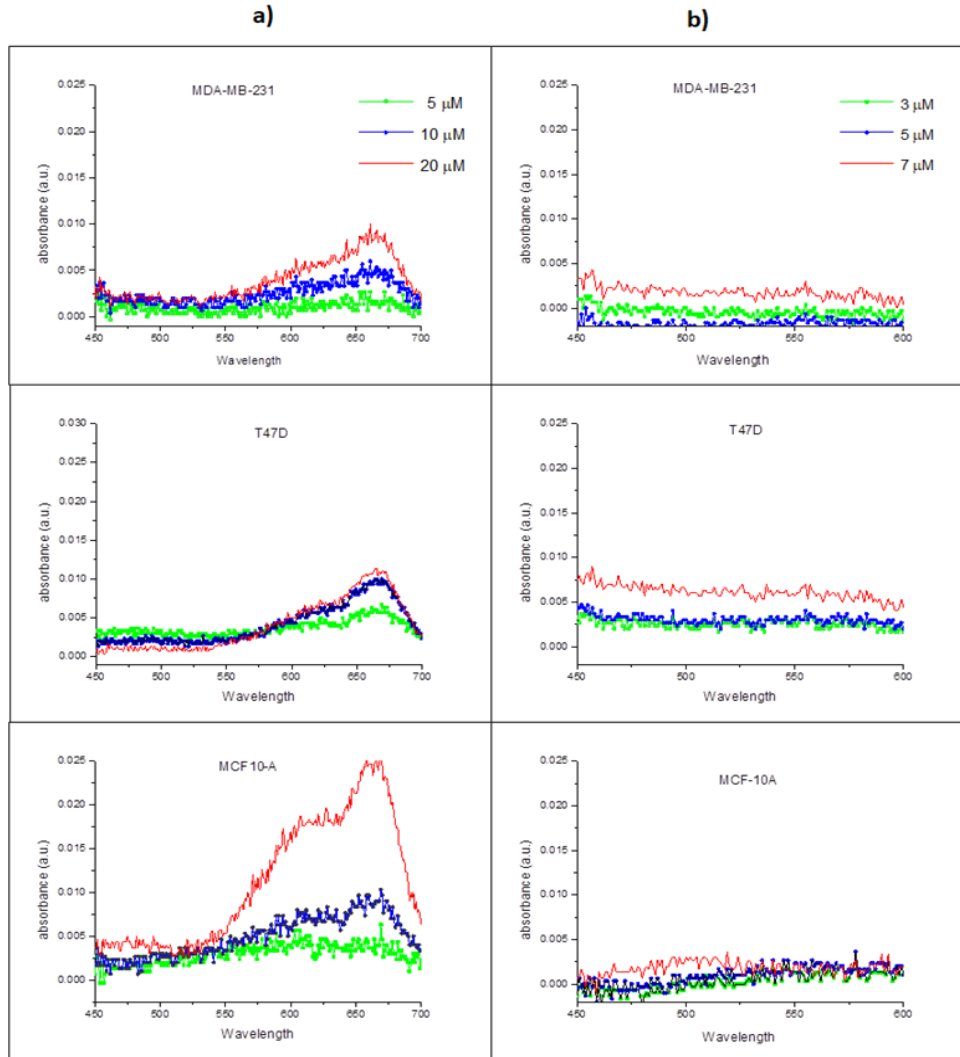 a)
b)
MDA-MB-231
5 μM
10 μM
20 μM
0.025
0.020
0.015
0.010
0.005
0.000
absorbance (a.u.)
450 500 550 600 650 700
Wavelength
MDA-MB-231
3 μM
5 μM
7 μM
0.025
0.020
0.015
0.010
0.005
0.000
absorbance (a.u.)
450 500 550 600
Wavelength
T47D
0.030
0.025
0.020
0.015
0.010
0.005
0.000
absorbance (a.u.)
450 500 550 600 650 700
Wavelength
T47D
0.025
0.020
0.015
0.010
0.005
0.000
absorbance (a.u.)
450 500 550 600
Wavelength
MCF10-A
0.025
0.020
0.015
0.010
0.005
0.000
absorbance (a.u.)
450 500 550 600 650 700
Wavelength
MCF-10A
0.025
0.020
0.015
0.010
0.005
0.000
absorbance (a.u.)
450 500 550 600
Wavelength